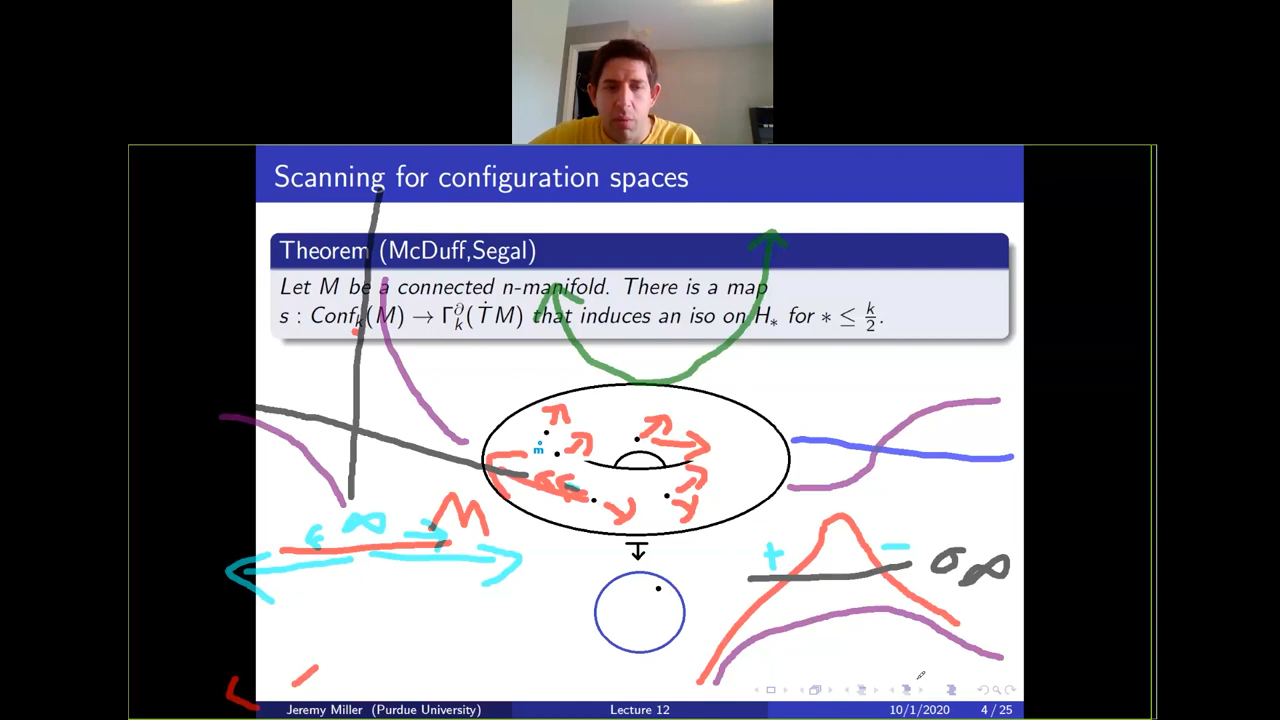 Scanning for configuration spaces
Theorem (McDuff,Segal)
Let M be a connected n-manifold. There is a map
s : Conf_k(M) → Γ^∂_k(ṪM) that induces an iso on H_* for * ≤ k/2.
m
∞
M
+ − σ_∞
Jeremy Miller (Purdue University) Lecture 12 10/1/2020 4 / 25